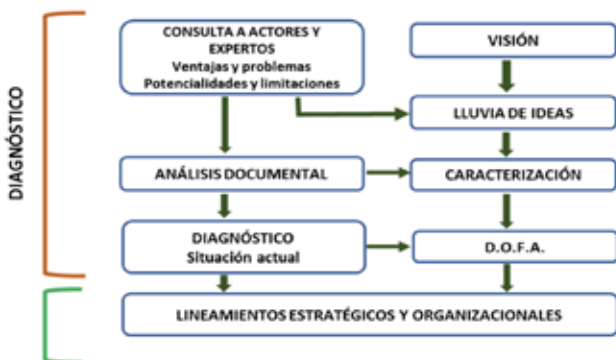 DIAGNÓSTICO
CONSULTA A ACTORES Y
EXPERTOS
Ventajas y problemas
Potencialidades y limitaciones
VISIÓN
LLUVIA DE IDEAS
ANÁLISIS DOCUMENTAL
CARACTERIZACIÓN
DIAGNÓSTICO
Situación actual
D.O.F.A.
LINEAMIENTOS ESTRATÉGICOS Y ORGANIZACIONALES